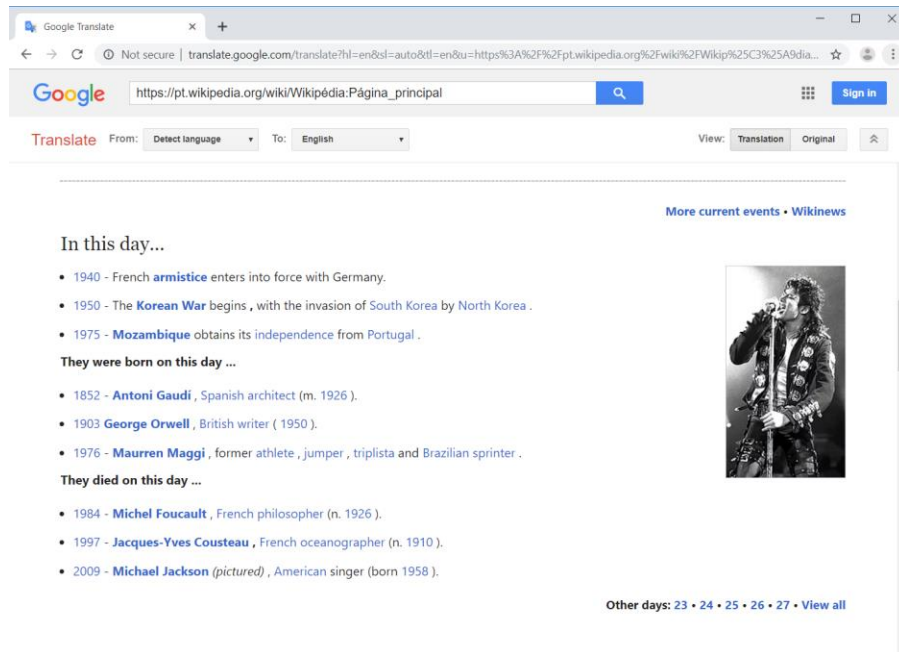 Google Translate
Not secure | translate.google.com/translate?hl=en&sl=auto&tl=en&u=https%3A%2F%2Fpt.wikipedia.org%2Fwiki%2FWikip%25C3%25A9dia...
Google https://pt.wikipedia.org/wiki/Wikipédia:Página_principal Sign in
Translate From: Detect language To: English View: Translation Original
More current events • Wikinews
In this day...
• 1940 - French armistice enters into force with Germany.
• 1950 - The Korean War begins , with the invasion of South Korea by North Korea .
• 1975 - Mozambique obtains its independence from Portugal .
They were born on this day ...
• 1852 - Antoni Gaudí , Spanish architect (m. 1926 ).
• 1903 George Orwell , British writer ( 1950 ).
• 1976 - Maurren Maggi , former athlete , jumper , triplista and Brazilian sprinter .
They died on this day ...
• 1984 - Michel Foucault , French philosopher (n. 1926 ).
• 1997 - Jacques-Yves Cousteau , French oceanographer (n. 1910 ).
• 2009 - Michael Jackson (pictured) , American singer (born 1958 ).
Other days: 23 • 24 • 25 • 26 • 27 • View all